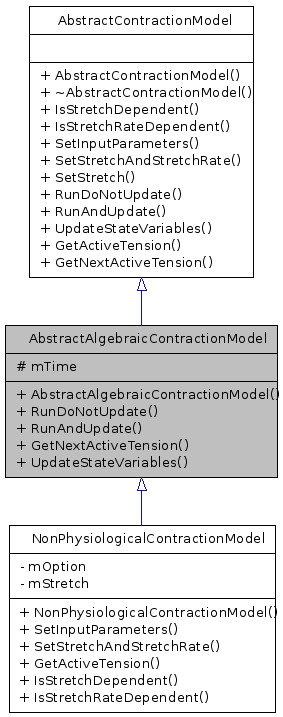 AbstractContractionModel
+ AbstractContractionModel()
+ ~AbstractContractionModel()
+ IsStretchDependent()
+ IsStretchRateDependent()
+ SetInputParameters()
+ SetStretchAndStretchRate()
+ SetStretch()
+ RunDoNotUpdate()
+ RunAndUpdate()
+ UpdateStateVariables()
+ GetActiveTension()
+ GetNextActiveTension()
AbstractAlgebraicContractionModel
# mTime
+ AbstractAlgebraicContractionModel()
+ RunDoNotUpdate()
+ RunAndUpdate()
+ GetNextActiveTension()
+ UpdateStateVariables()
NonPhysiologicalContractionModel
- mOption
- mStretch
+ NonPhysiologicalContractionModel()
+ SetInputParameters()
+ SetStretchAndStretchRate()
+ GetActiveTension()
+ IsStretchDependent()
+ IsStretchRateDependent()